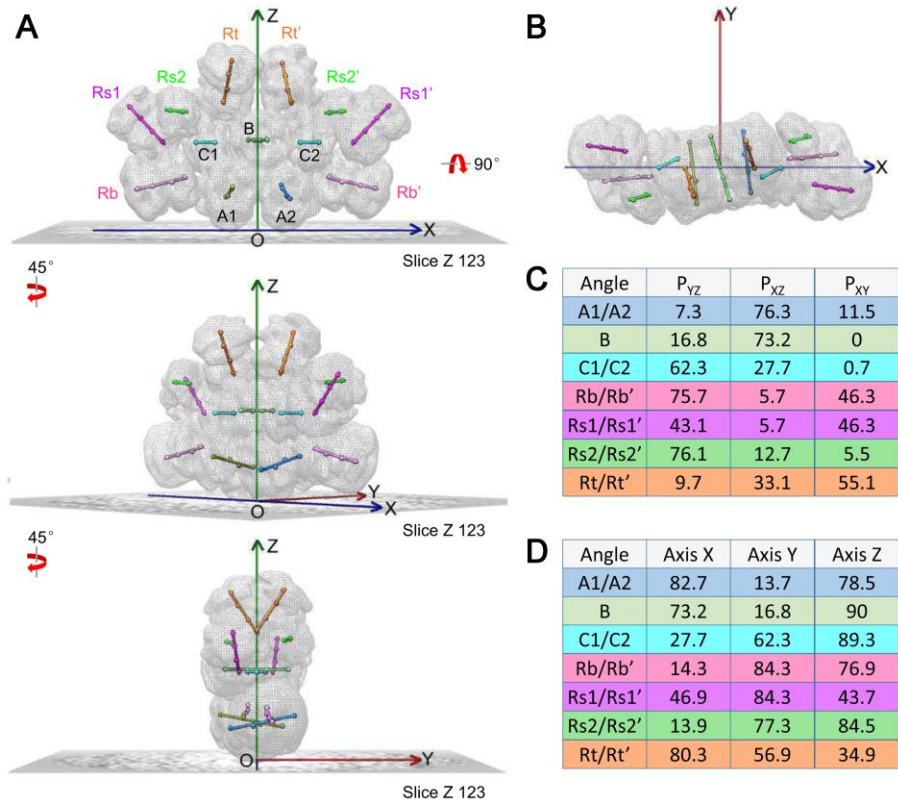 A
Z
Rt
Rt’
Rs2
Rs2’
Rs1
Rs1’
B
C1
C2
Rb
Rb’
A1
A2
X
O
Slice Z 123
90°
B
Y
X
45°
Z
Y
X
O
Slice Z 123
45°
Z
O
Y
Slice Z 123
C
Angle PYZ PXZ PXY
A1/A2 7.3 76.3 11.5
B 16.8 73.2 0
C1/C2 62.3 27.7 0.7
Rb/Rb’ 75.7 5.7 46.3
Rs1/Rs1’ 43.1 5.7 46.3
Rs2/Rs2’ 76.1 12.7 5.5
Rt/Rt’ 9.7 33.1 55.1
D
Angle Axis X Axis Y Axis Z
A1/A2 82.7 13.7 78.5
B 73.2 16.8 90
C1/C2 27.7 62.3 89.3
Rb/Rb’ 14.3 84.3 76.9
Rs1/Rs1’ 46.9 84.3 43.7
Rs2/Rs2’ 13.9 77.3 84.5
Rt/Rt’ 80.3 56.9 34.9